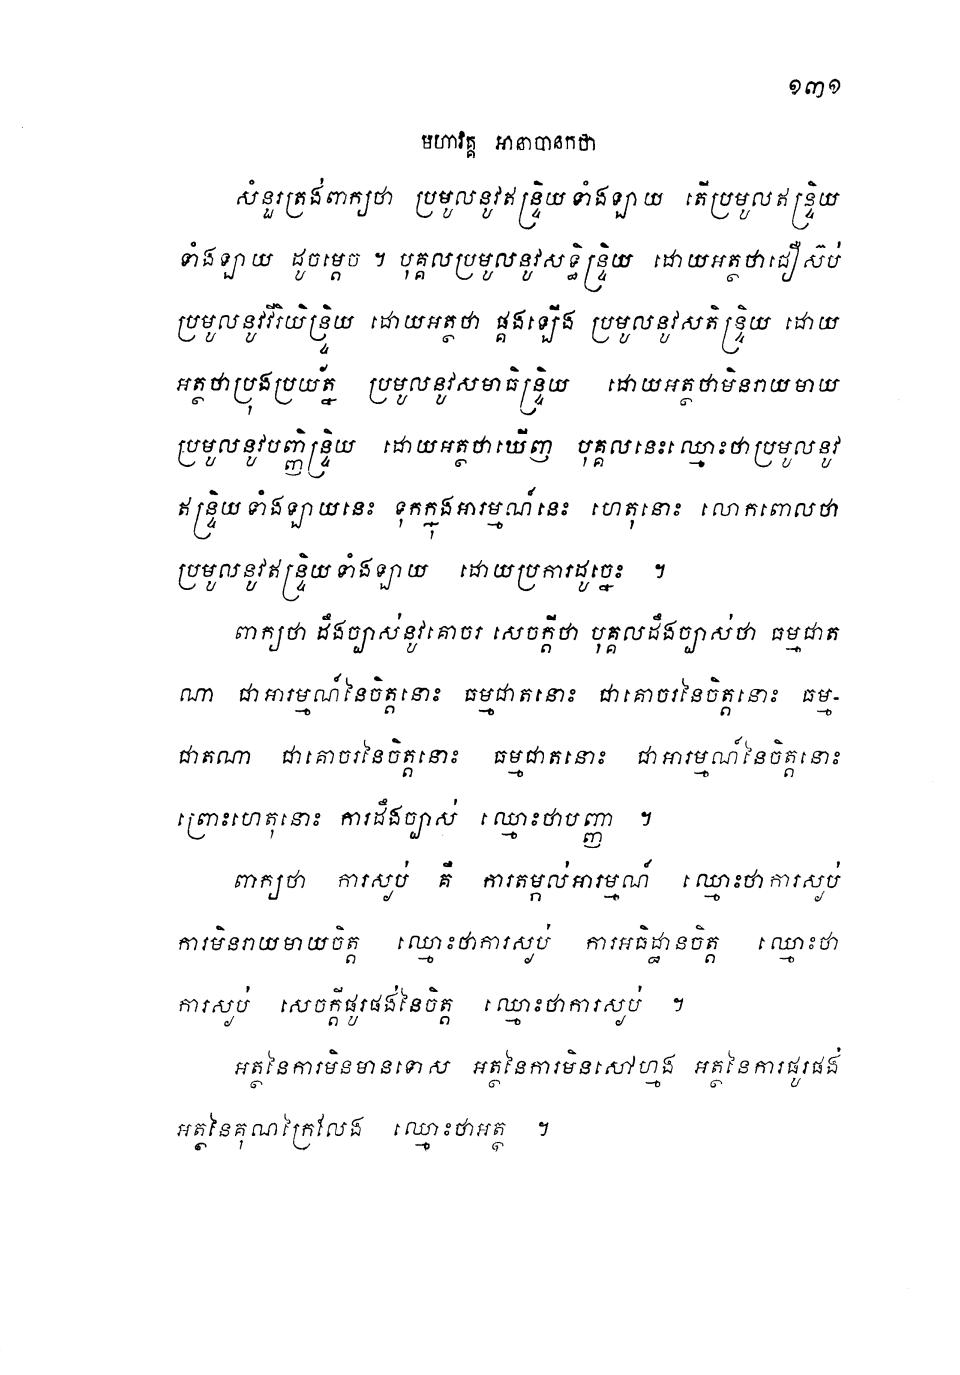 ១៣១
មហាវគ្គ អានាបានកថា
សំនួរត្រង់ពាក្យថា ប្រមូលនូវឥន្ទ្រិយទាំងឡាយ តើប្រមូលឥន្ទ្រិយ
ទាំងឡាយ ដូចម្តេច ។ បុគ្គលប្រមូលនូវសទ្ធិន្ទ្រិយ ដោយអត្ថថាជឿស៊ប់
ប្រមូលនូវវីរិយិន្ទ្រិយ ដោយអត្ថថា ផ្គងឡើង ប្រមូលនូវសតិន្ទ្រិយ ដោយ
អត្ថថាប្រុងប្រយ័ត្ន ប្រមូលនូវសមាធិន្ទ្រិយ ដោយអត្ថថាមិនរាយមាយ
ប្រមូលនូវបញ្ញិន្ទ្រិយ ដោយអត្ថថាឃើញ បុគ្គលនេះឈ្មោះថាប្រមូលនូវ
ឥន្ទ្រិយទាំងឡាយនេះ ទុកក្នុងអារម្មណ៍នេះ ហេតុនោះ លោកពោលថា
ប្រមូលនូវឥន្ទ្រិយទាំងឡាយ ដោយប្រការដូច្នេះ ។
ពាក្យថា ដឹងច្បាស់នូវគោចរ សេចក្តីថា បុគ្គលដឹងច្បាស់ថា ធម្មជាត
ណា ជាអារម្មណ៍នៃចិត្តនោះ ធម្មជាតនោះ ជាគោចរនៃចិត្តនោះ ធម្ម-
ជាតណា ជាគោចរនៃចិត្តនោះ ធម្មជាតនោះ ជាអារម្មណ៍នៃចិត្តនោះ
ព្រោះហេតុនោះ ការដឹងច្បាស់ ឈ្មោះថាបញ្ញា ។
ពាក្យថា ការស្ងប់ គឺ ការតម្កល់អារម្មណ៍ ឈ្មោះថាការស្ងប់
ការមិនរាយមាយចិត្ត ឈ្មោះថាការស្ងប់ ការអធិដ្ឋានចិត្ត ឈ្មោះថា
ការស្ងប់ សេចក្តីផូរផង់នៃចិត្ត ឈ្មោះថាការស្ងប់ ។
អត្ថនៃការមិនមានទោស អត្ថនៃការមិនសៅហ្មង អត្ថនៃការផូរផង់
អត្ថនៃគុណក្រៃលែង ឈ្មោះថាអត្ថ ។